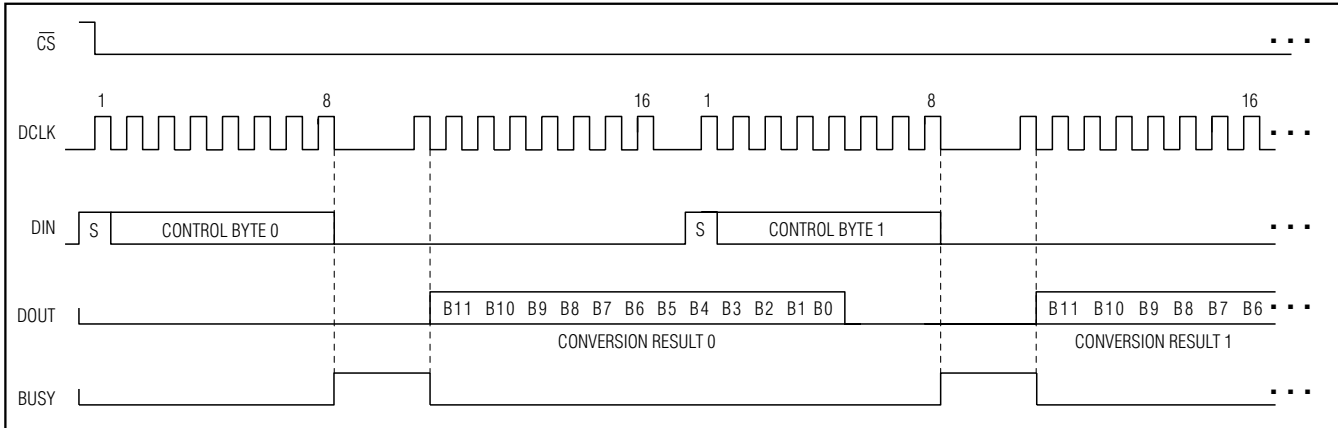 C̅S̅ ...
1 8 16 1 8 16
DCLK ...
DIN S CONTROL BYTE 0 S CONTROL BYTE 1 ...
DOUT B11 B10 B9 B8 B7 B6 B5 B4 B3 B2 B1 B0 B11 B10 B9 B8 B7 B6 ...
CONVERSION RESULT 0 CONVERSION RESULT 1
BUSY ...